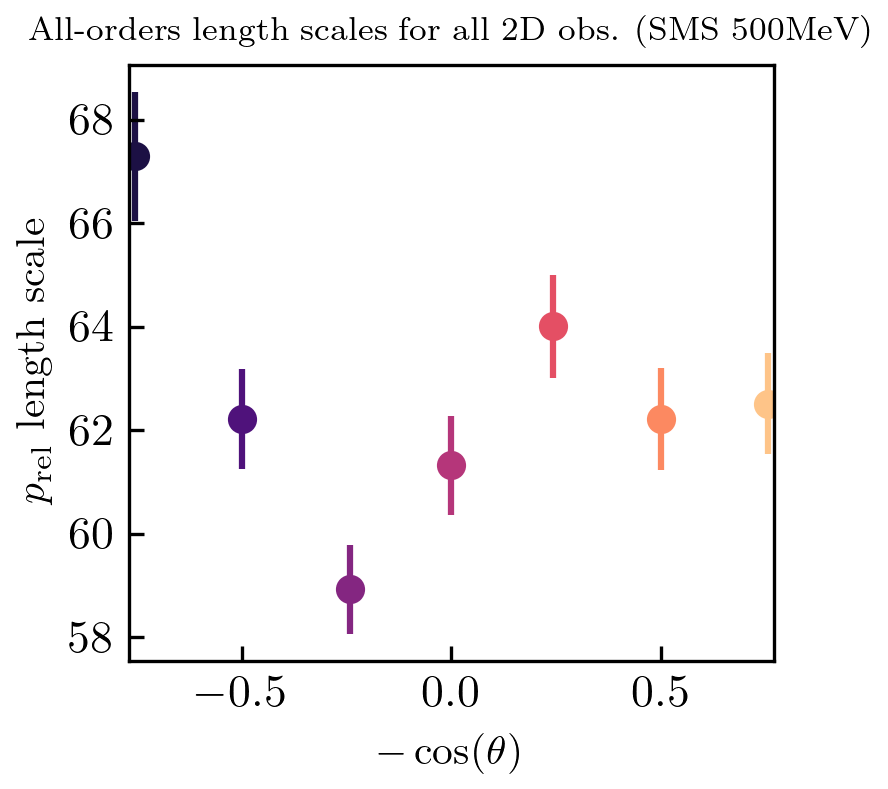 All-orders length scales for all 2D obs. (SMS 500MeV)
68
66
64
62
60
58
p_rel length scale
−0.5 0.0 0.5
− cos(θ)